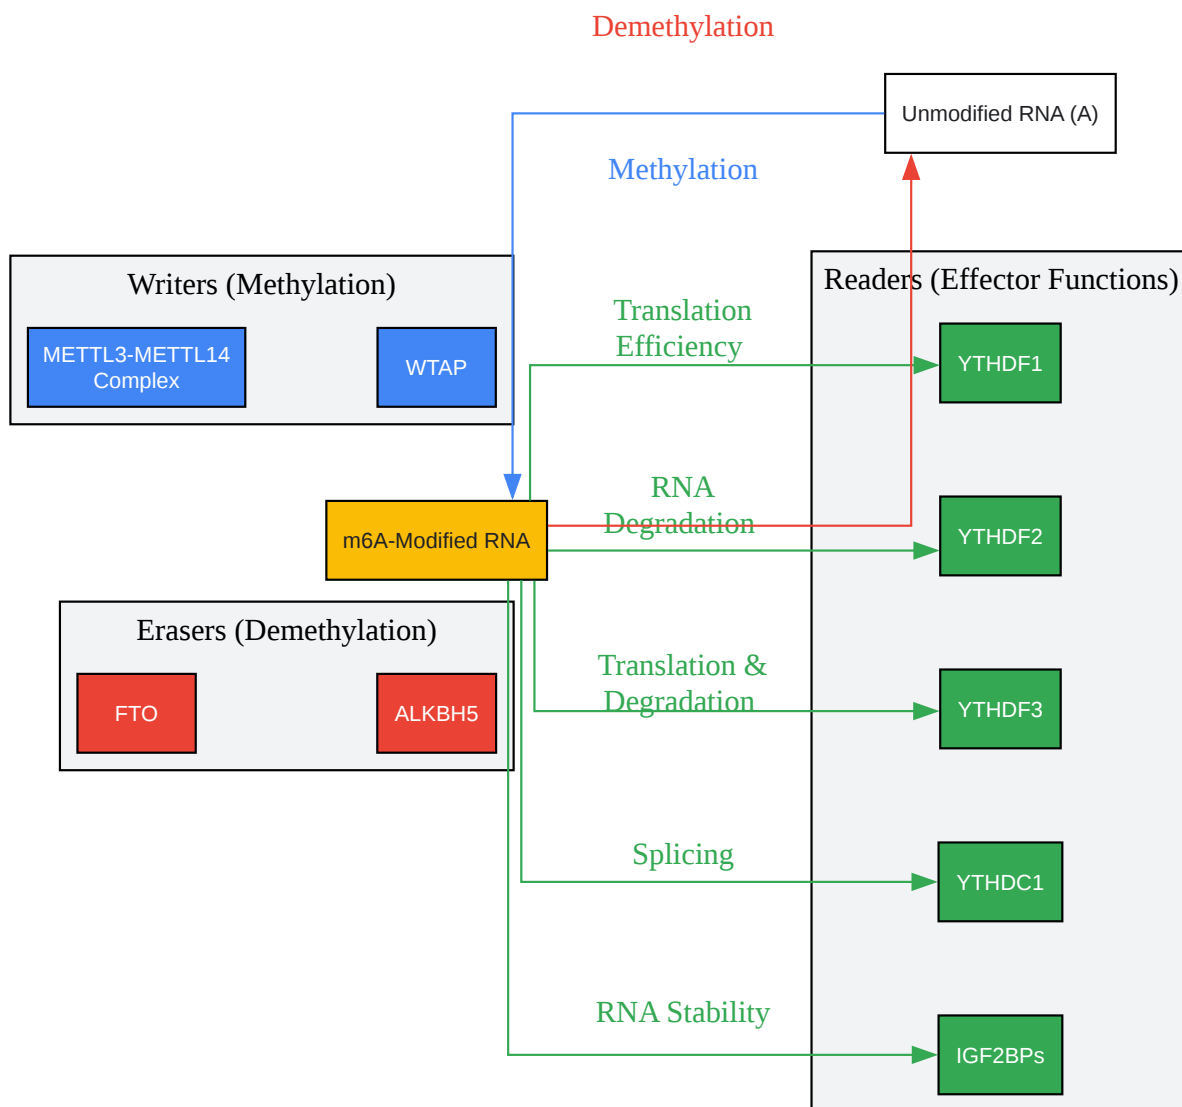 Demethylation
Unmodified RNA (A)
Methylation
Writers (Methylation)
METTL3-METTL14
Complex
WTAP
Readers (Effector Functions)
Translation
Efficiency
YTHDF1
RNA
Degradation
YTHDF2
m6A-Modified RNA
Erasers (Demethylation)
FTO
ALKBH5
Translation &
Degradation
YTHDF3
Splicing
YTHDC1
RNA Stability
IGF2BPs